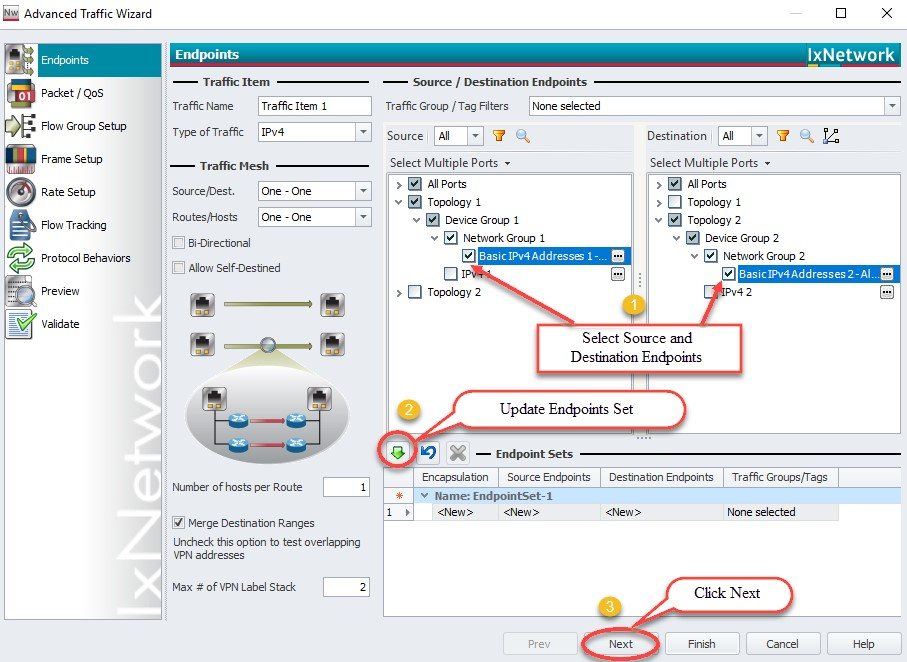 Nw Advanced Traffic Wizard
Endpoints
Packet / QoS
Flow Group Setup
Frame Setup
Rate Setup
Flow Tracking
Protocol Behaviors
Preview
Validate
IxNetwork
Endpoints
IxNetwork
Traffic Item
Traffic Name Traffic Item 1
Type of Traffic IPv4
Traffic Mesh
Source/Dest. One - One
Routes/Hosts One - One
Bi-Directional
Allow Self-Destined
Number of hosts per Route 1
Merge Destination Ranges
Uncheck this option to test overlapping
VPN addresses
Max # of VPN Label Stack 2
Source / Destination Endpoints
Traffic Group / Tag Filters None selected
Source All
Select Multiple Ports
All Ports
Topology 1
Device Group 1
Network Group 1
Basic IPv4 Addresses 1 -...
IPv4 1
Topology 2
Destination All
Select Multiple Ports
All Ports
Topology 1
Topology 2
Device Group 2
Network Group 2
Basic IPv4 Addresses 2 - Al...
IPv4 2
1
Select Source and
Destination Endpoints
2
Update Endpoints Set
Endpoint Sets
Encapsulation Source Endpoints Destination Endpoints Traffic Groups/Tags
* Name: EndpointSet-1
1 <New> <New> <New> None selected
3
Click Next
Prev Next Finish Cancel Help